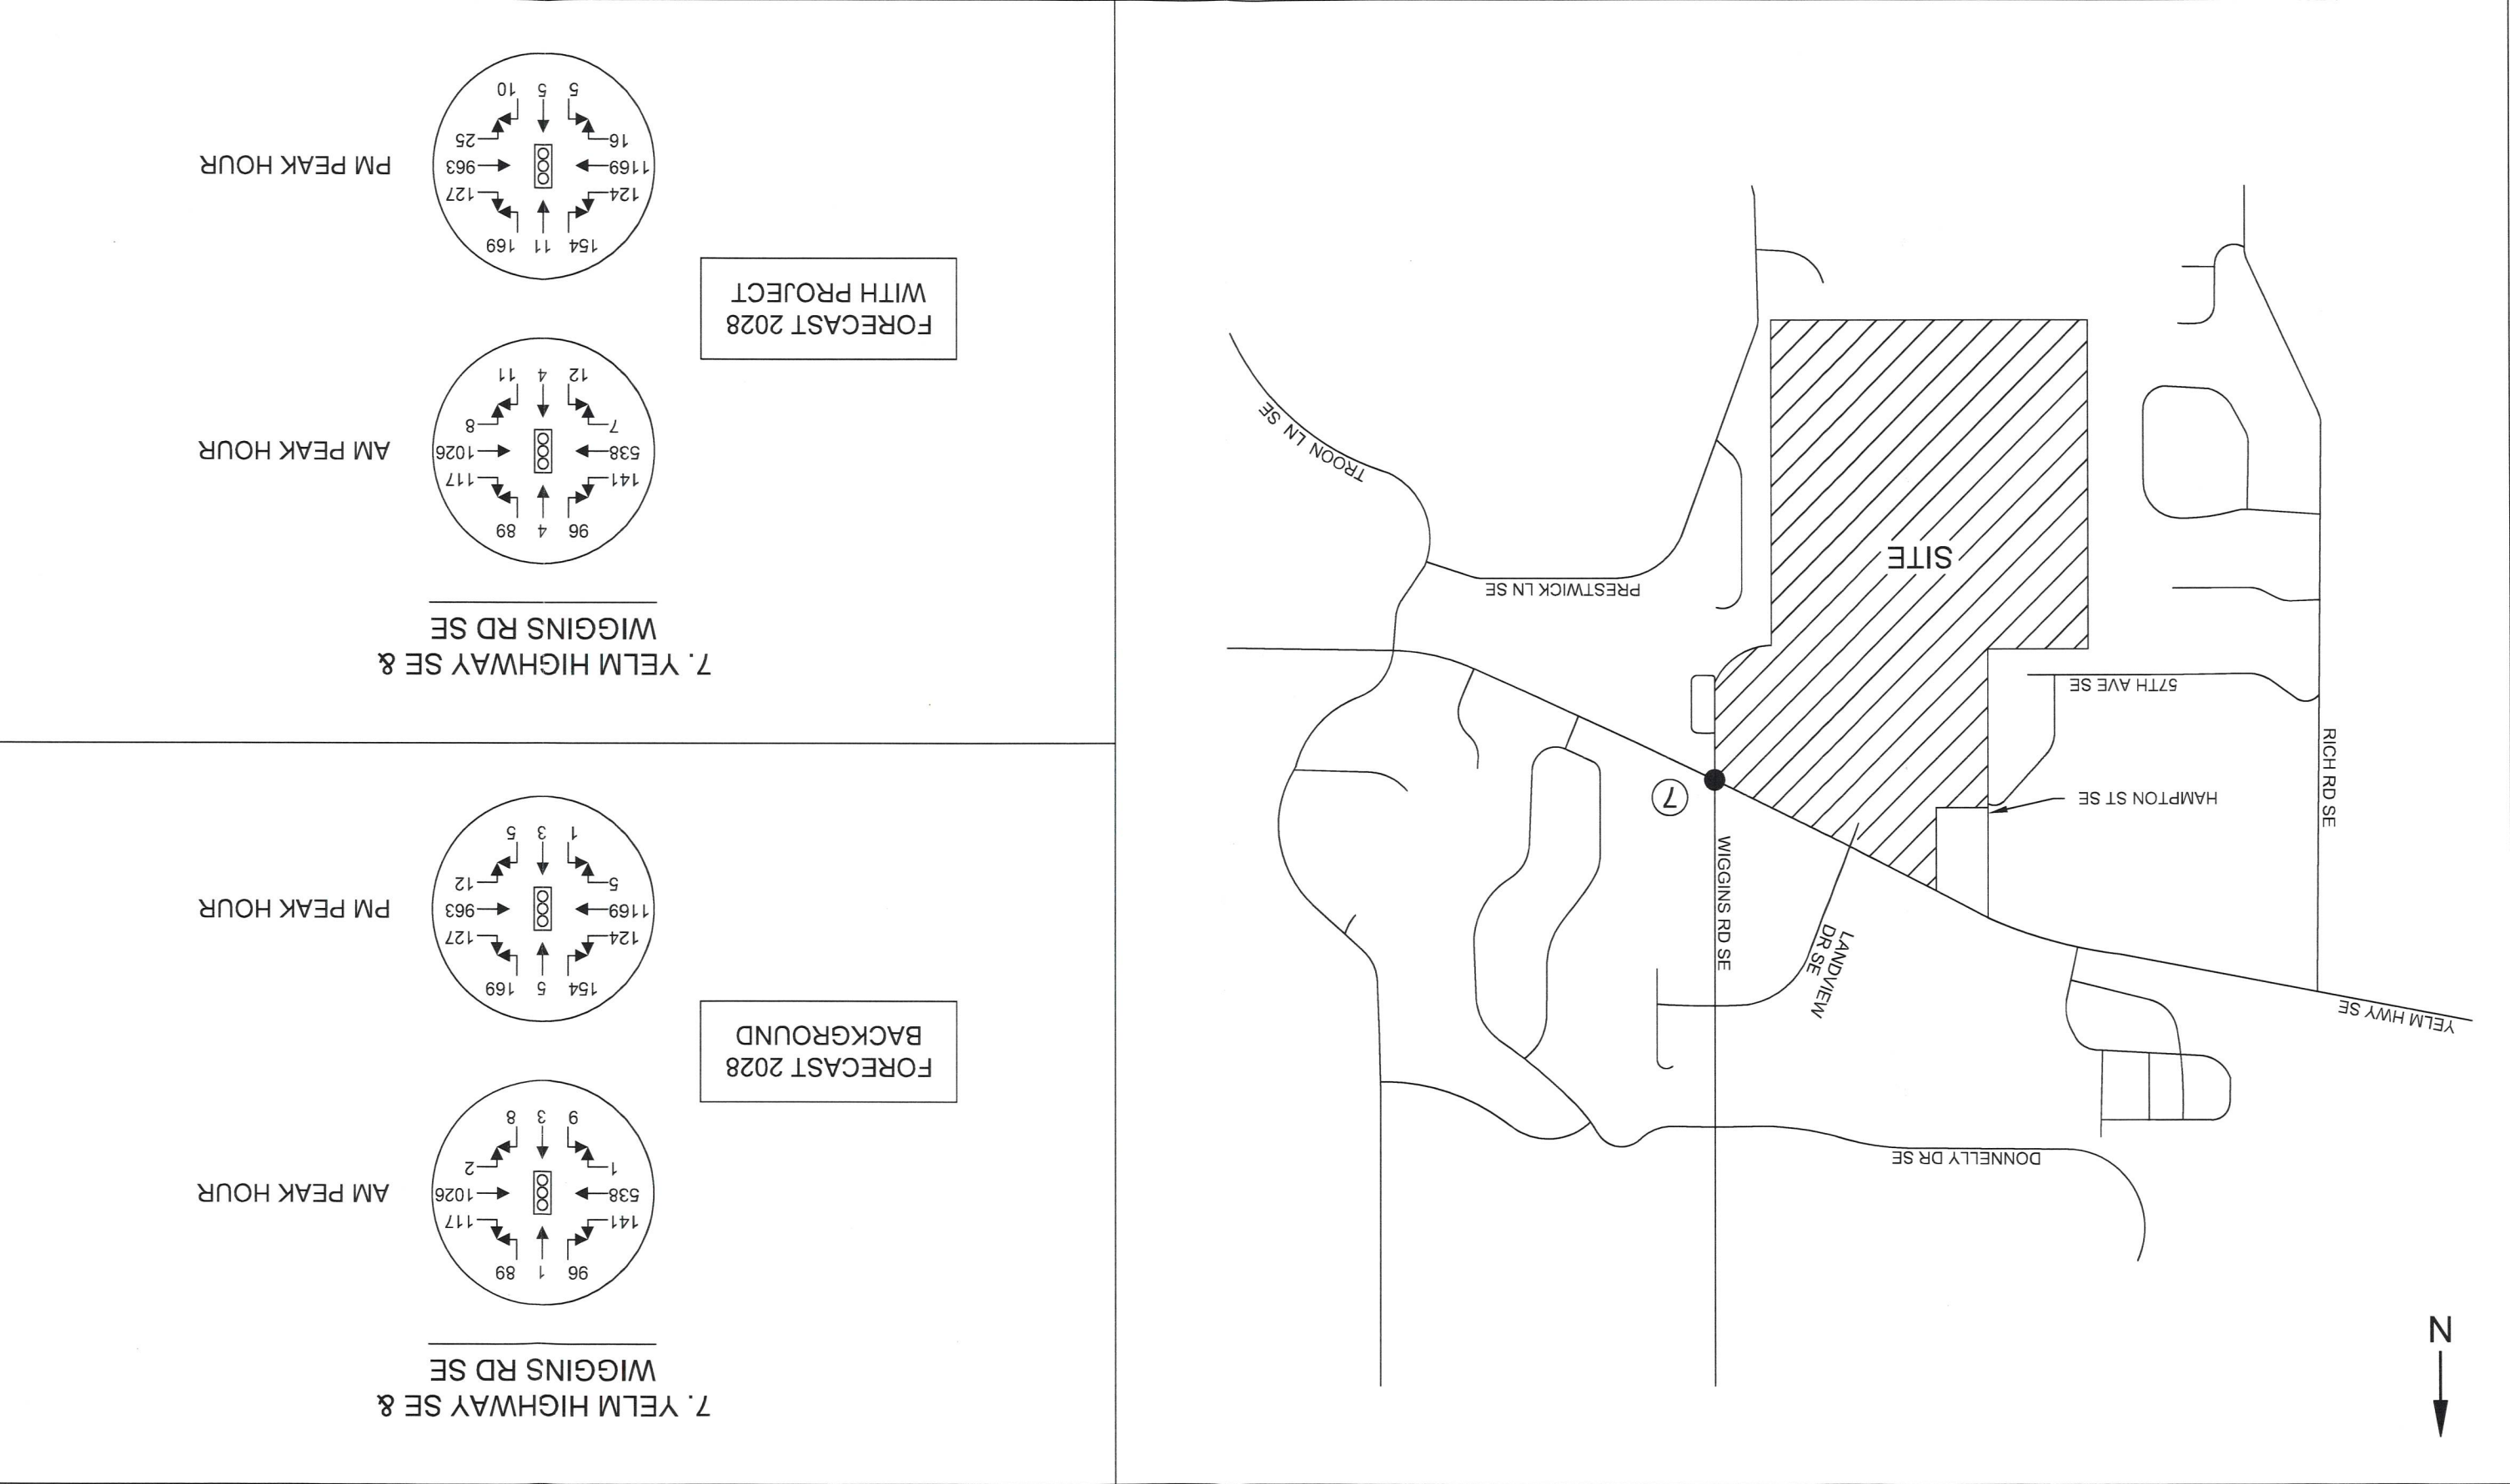 N
DONNELLY DR SE
YELM HWY SE
LANDVIEW
DR SE
WIGGINS RD SE
RICH RD SE
HAMPTON ST SE
7
57TH AVE SE
PRESTWICK LN SE
SITE
TROON LN SE
7. YELM HIGHWAY SE &
WIGGINS RD SE
96 1 89
141 117
538 1026
1 2
9 3 8
AM PEAK HOUR
FORECAST 2028
BACKGROUND
154 5 169
124 127
1169 963
5 12
1 3 5
PM PEAK HOUR
7. YELM HIGHWAY SE &
WIGGINS RD SE
96 4 89
141 117
538 1026
7 8
12 4 11
AM PEAK HOUR
FORECAST 2028
WITH PROJECT
154 11 169
124 127
1169 963
16 25
5 5 10
PM PEAK HOUR